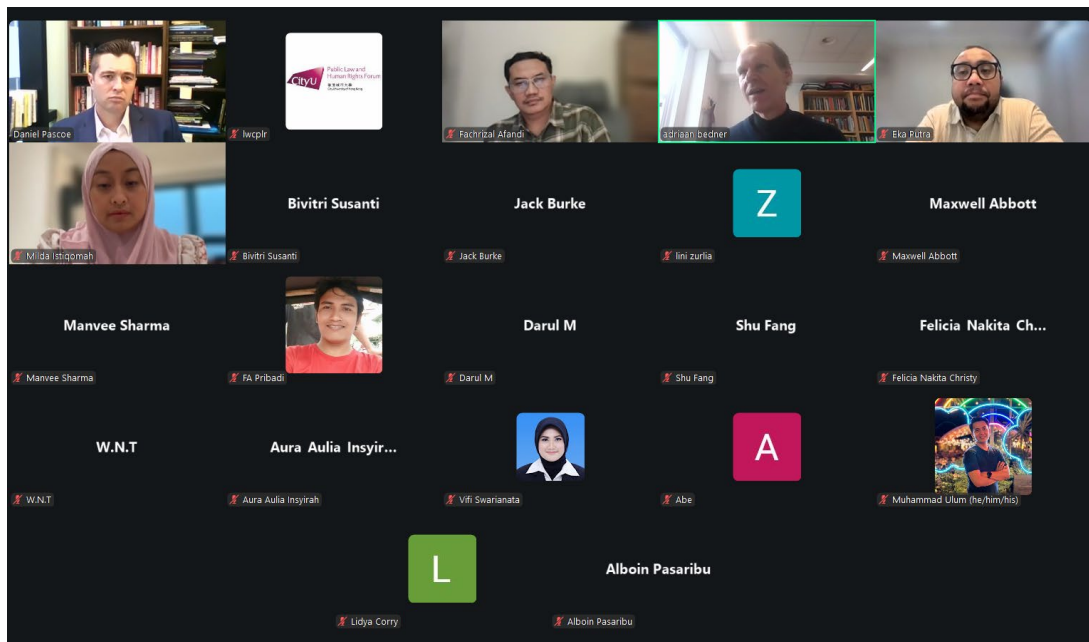 Daniel Pascoe
CityU
Public Law and
Human Rights Forum
lwcplr
Fachrizal Afandi
adriaan bedner
Eka Putra
Milda Istiqomah
Bivitri Susanti
Bivitri Susanti
Jack Burke
Jack Burke
Z
lini zurlia
Maxwell Abbott
Maxwell Abbott
Manvee Sharma
Manvee Sharma
FA Pribadi
Darul M
Darul M
Shu Fang
Shu Fang
Felicia Nakita Ch...
Felicia Nakita Christy
W.N.T
W.N.T
Aura Aulia Insyir...
Aura Aulia Insyirah
Vifi Swarianata
A
Abe
Muhammad Ulum (he/him/his)
L
Lidya Corry
Alboin Pasaribu
Alboin Pasaribu